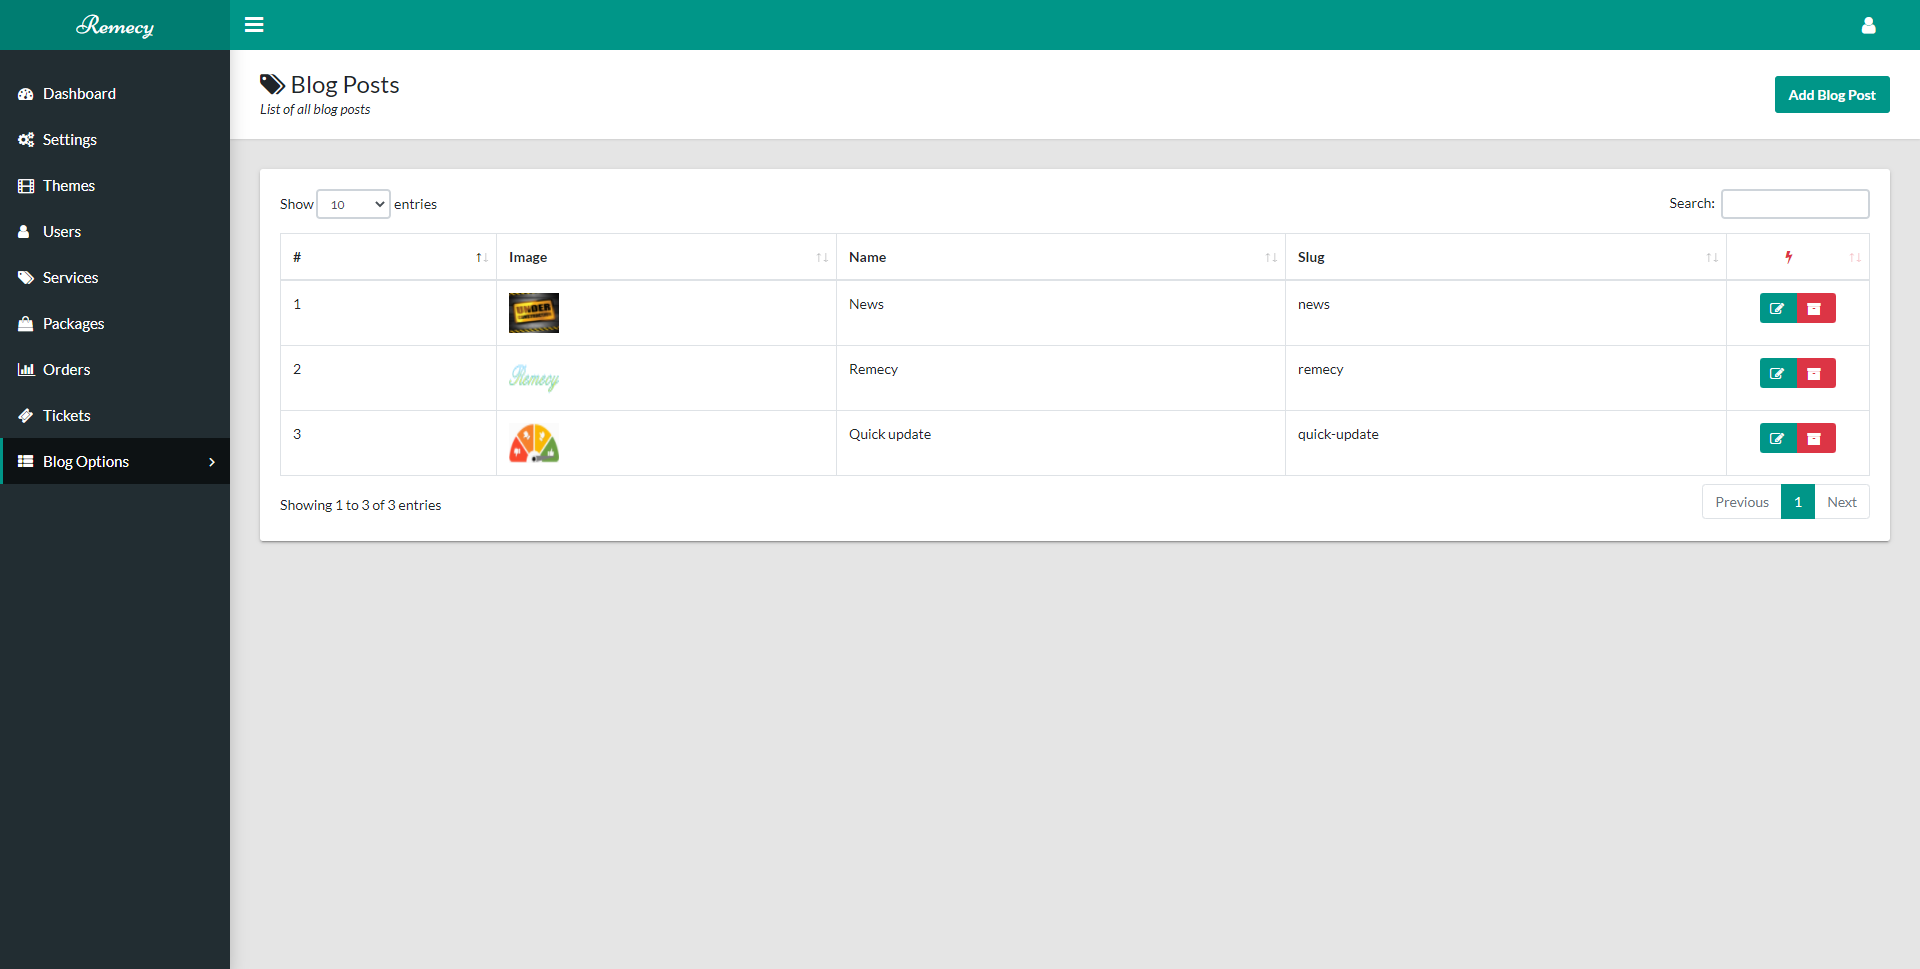 Remecy
Dashboard
Settings
Themes
Users
Services
Packages
Orders
Tickets
Blog Options
Blog Posts
List of all blog posts
Add Blog Post
Show 10 entries
Search:
# Image Name Slug
1 UNDER CONSTRUCTION News news
2 Remecy Remecy remecy
3 Quick update quick-update
Showing 1 to 3 of 3 entries
Previous 1 Next